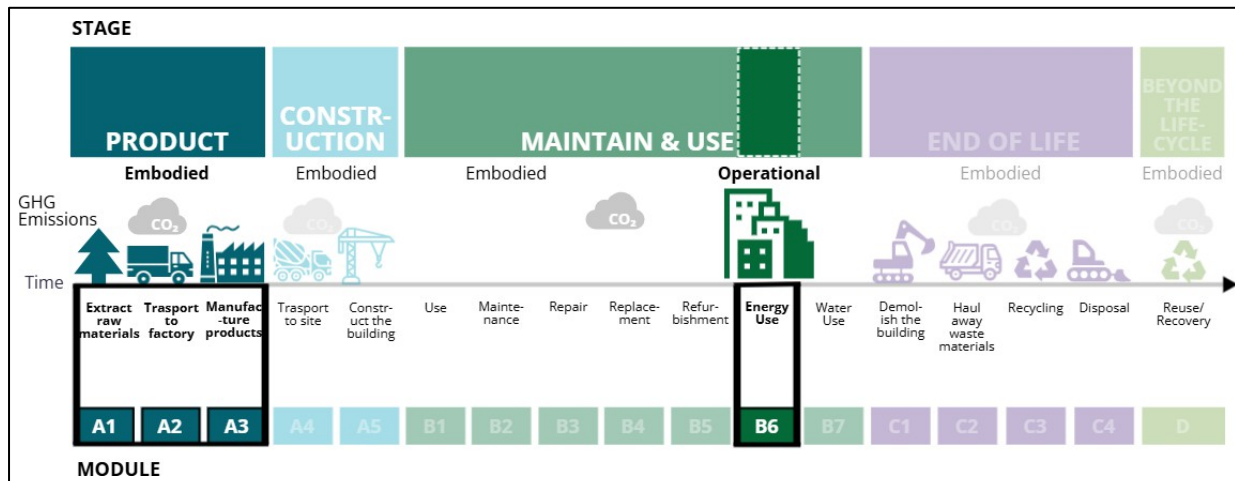 STAGE
PRODUCT
CONSTR-
UCTION
MAINTAIN & USE
END OF LIFE
BEYOND
THE
LIFE-
CYCLE
Embodied
Embodied
Embodied
Operational
Embodied
Embodied
GHG
Emissions
CO₂
CO₂
CO₂
CO₂
CO₂
Time
Extract
raw
materials
Trasport
to
factory
Manufac
-ture
products
Trasport
to site
Constr-
uct the
building
Use
Mainte-
nance
Repair
Replace-
ment
Refur-
bishment
Energy
Use
Water
Use
Demol-
ish the
building
Haul
away
waste
materials
Recycling
Disposal
Reuse/
Recovery
A1
A2
A3
A4
A5
B1
B2
B3
B4
B5
B6
B7
C1
C2
C3
C4
D
MODULE